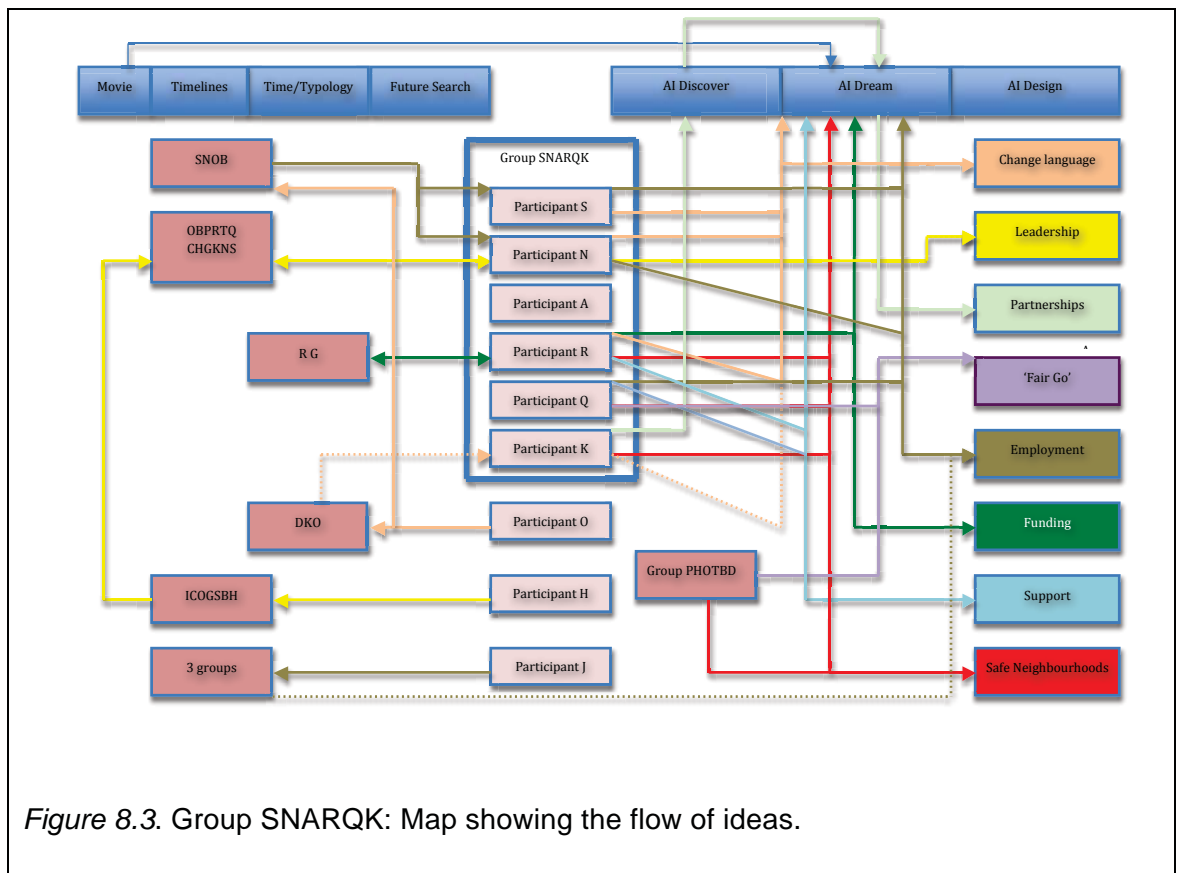 Movie
Timelines
Time/Typology
Future Search
AI Discover
AI Dream
AI Design
SNOB
Group SNARQK
Change language
Participant S
OBPRTQ
CHGKNS
Participant N
Leadership
Participant A
Partnerships
R G
Participant R
'Fair Go'
Participant Q
Participant K
Employment
DKO
Participant O
Funding
Group PHOTBD
ICOGSBH
Participant H
Support
3 groups
Participant J
Safe Neighbourhoods
Figure 8.3. Group SNARQK: Map showing the flow of ideas.